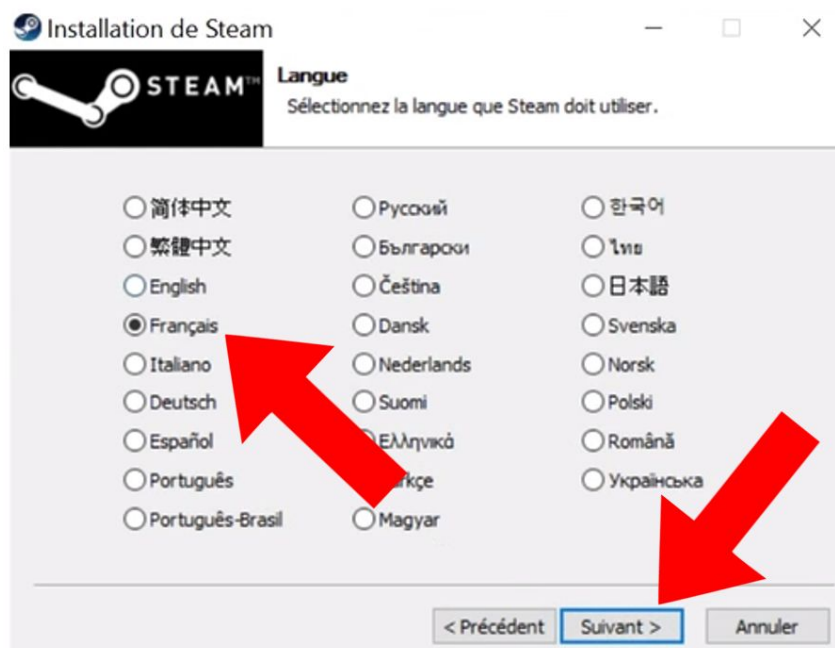 Installation de Steam
STEAM™
Langue
Sélectionnez la langue que Steam doit utiliser.
简体中文
繁體中文
English
Français
Italiano
Deutsch
Español
Português
Português-Brasil
Русский
Български
Čeština
Dansk
Nederlands
Suomi
Ελληνικά
Magyar
한국어
ไทย
日本語
Svenska
Norsk
Polski
Română
Українська
< Précédent
Suivant >
Annuler